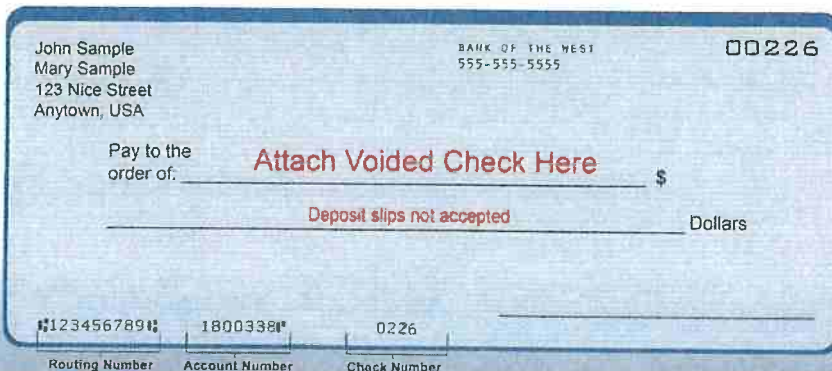 John Sample
Mary Sample
123 Nice Street
Anytown, USA
BANK OF THE WEST
555-555-5555
00226
Pay to the
order of: Attach Voided Check Here $
Deposit slips not accepted Dollars
⑆123456789⑆ 1800338⑈ 0226
Routing Number Account Number Check Number